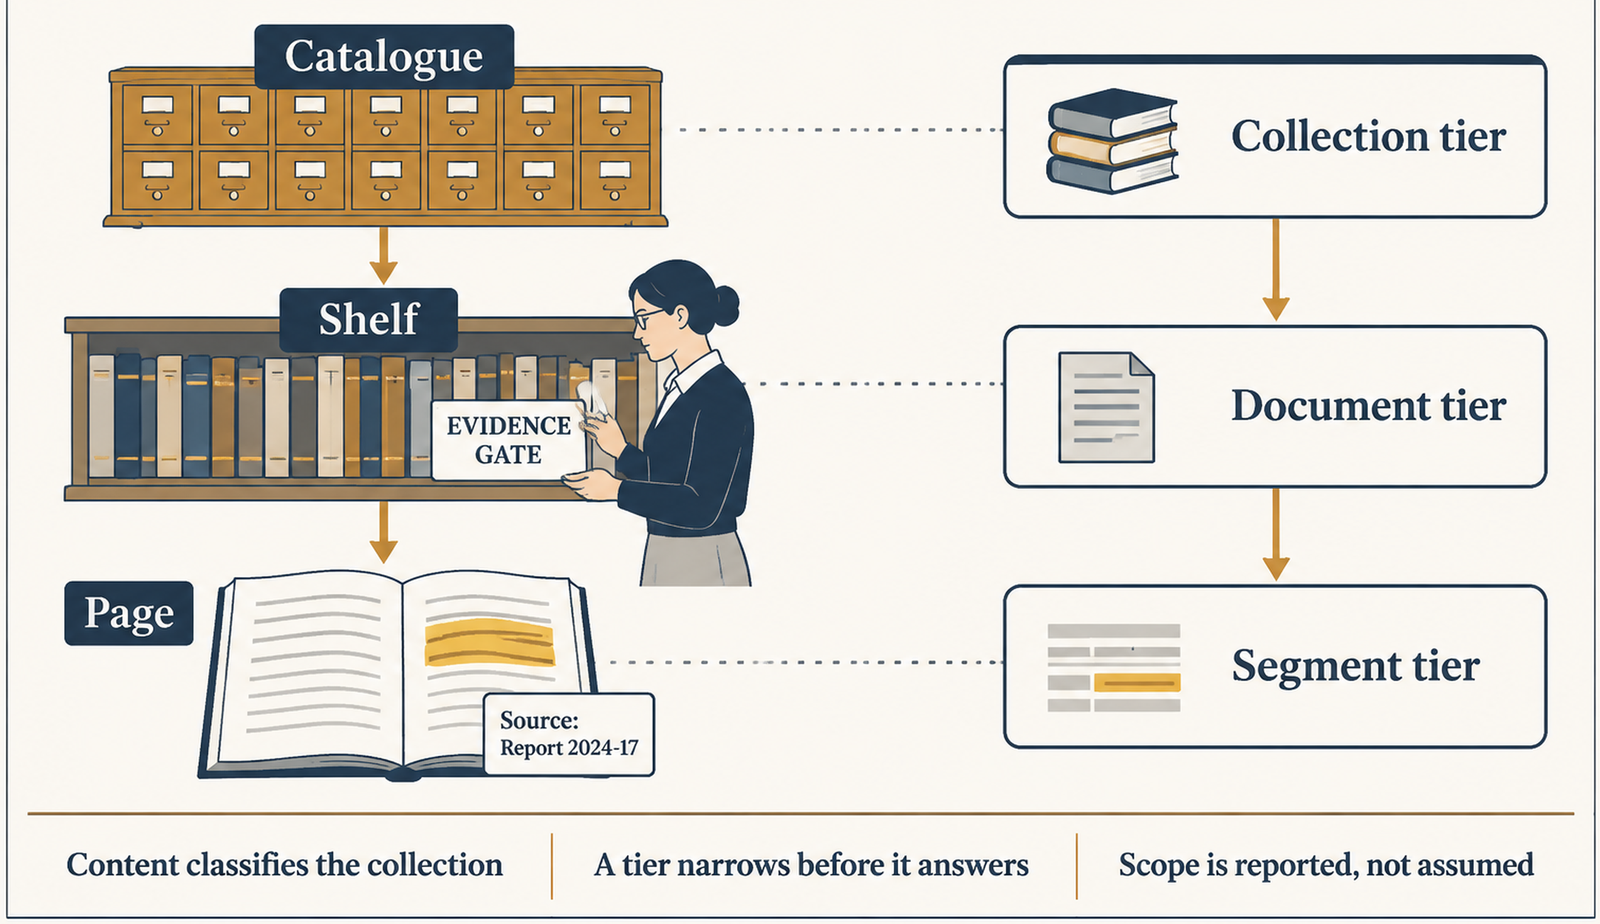 Catalogue
Collection tier
Shelf
EVIDENCE
GATE
Document tier
Page
Source:
Report 2024-17
Segment tier
Content classifies the collection
A tier narrows before it answers
Scope is reported, not assumed